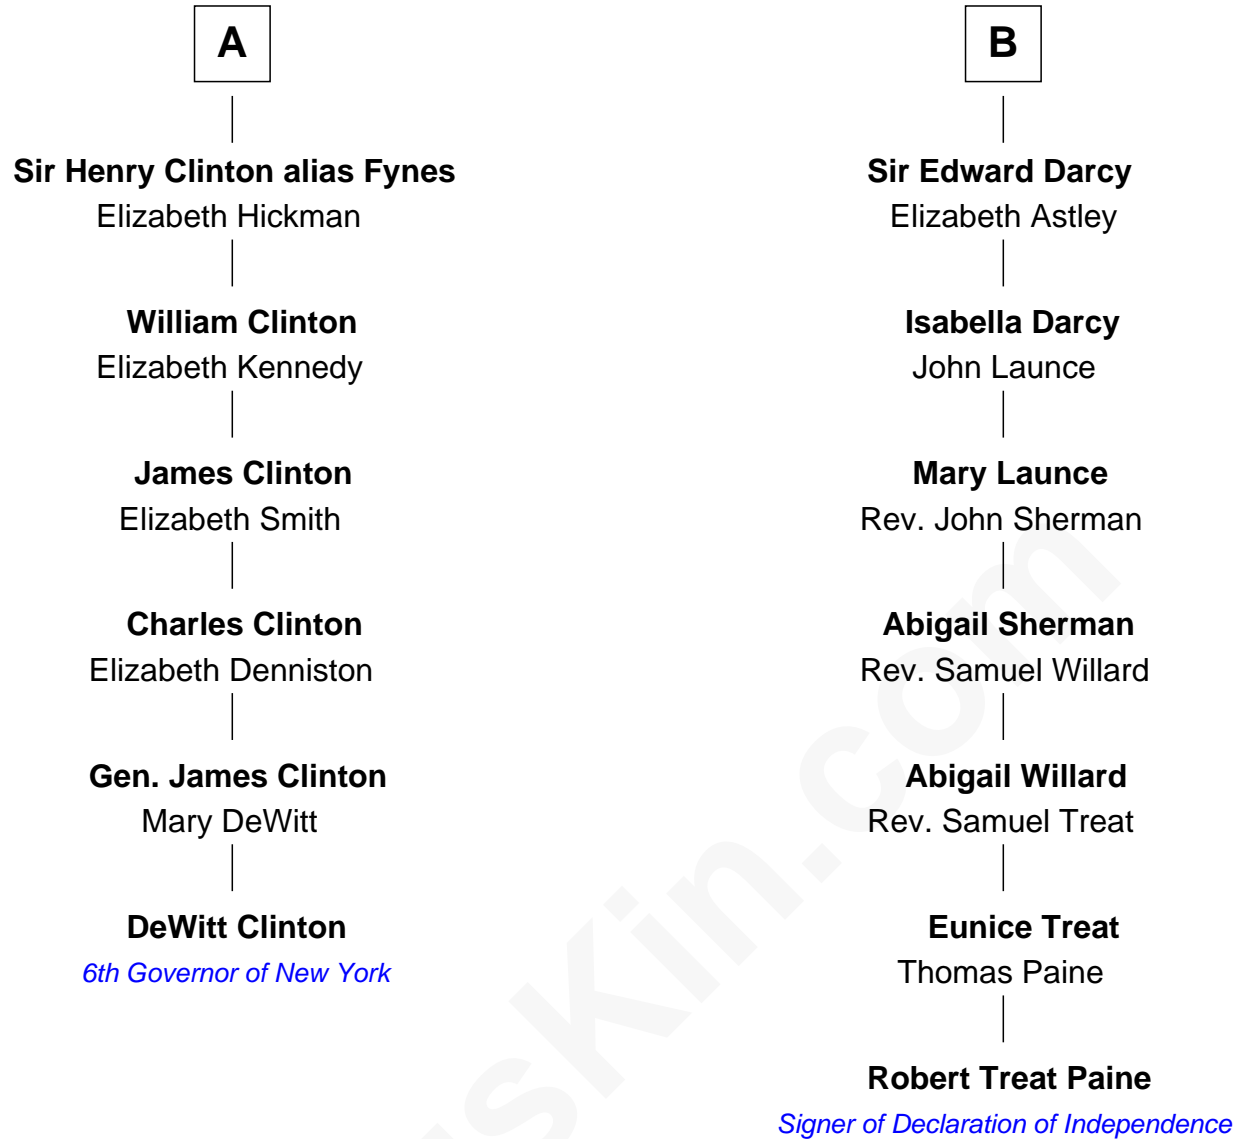 A
Sir Henry Clinton alias Fynes
Elizabeth Hickman
William Clinton
Elizabeth Kennedy
James Clinton
Elizabeth Smith
Charles Clinton
Elizabeth Denniston
Gen. James Clinton
Mary DeWitt
DeWitt Clinton
6th Governor of New York
B
Sir Edward Darcy
Elizabeth Astley
Isabella Darcy
John Launce
Mary Launce
Rev. John Sherman
Abigail Sherman
Rev. Samuel Willard
Abigail Willard
Rev. Samuel Treat
Eunice Treat
Thomas Paine
Robert Treat Paine
Signer of Declaration of Independence
sKin.com